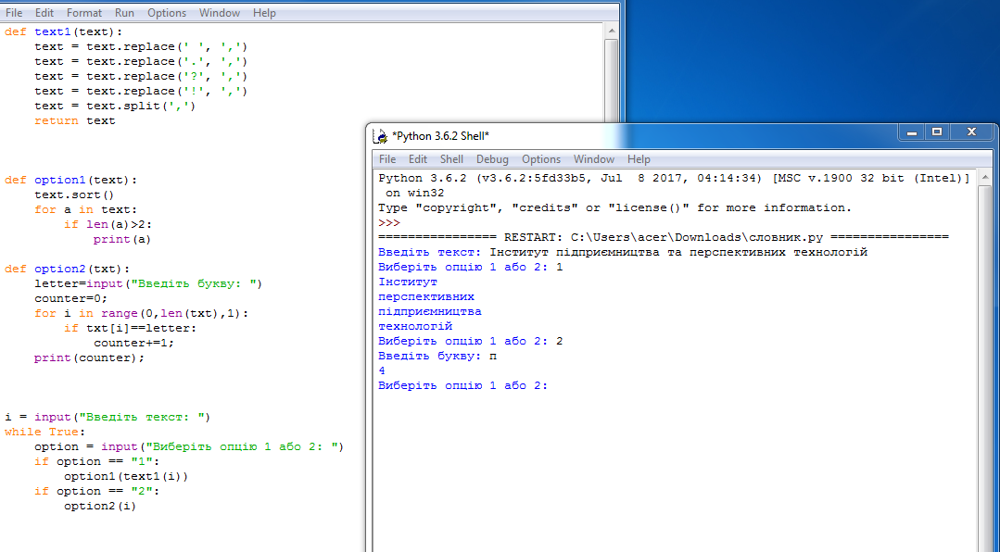 File Edit Format Run Options Window Help
def text1(text):
    text = text.replace(' ', ',')
    text = text.replace('.', ',')
    text = text.replace('?', ',')
    text = text.replace('!', ',')
    text = text.split(',')
    return text
def option1(text):
    text.sort()
    for a in text:
        if len(a)>2:
            print(a)
def option2(txt):
    letter=input("Введіть букву: ")
    counter=0;
    for i in range(0,len(txt),1):
        if txt[i]==letter:
            counter+=1;
    print(counter);
i = input("Введіть текст: ")
while True:
    option = input("Виберіть опцію 1 або 2: ")
    if option == "1":
        option1(text1(i))
    if option == "2":
        option2(i)
*Python 3.6.2 Shell*
File Edit Shell Debug Options Window Help
Python 3.6.2 (v3.6.2:5fd33b5, Jul  8 2017, 04:14:34) [MSC v.1900 32 bit (Intel)]
 on win32
Type "copyright", "credits" or "license()" for more information.
>>>
================ RESTART: C:\Users\acer\Downloads\словник.py ================
Введіть текст: Інститут підприємництва та перспективних технологій
Виберіть опцію 1 або 2: 1
Інститут
перспективних
підприємництва
технологій
Виберіть опцію 1 або 2: 2
Введіть букву: п
4
Виберіть опцію 1 або 2: